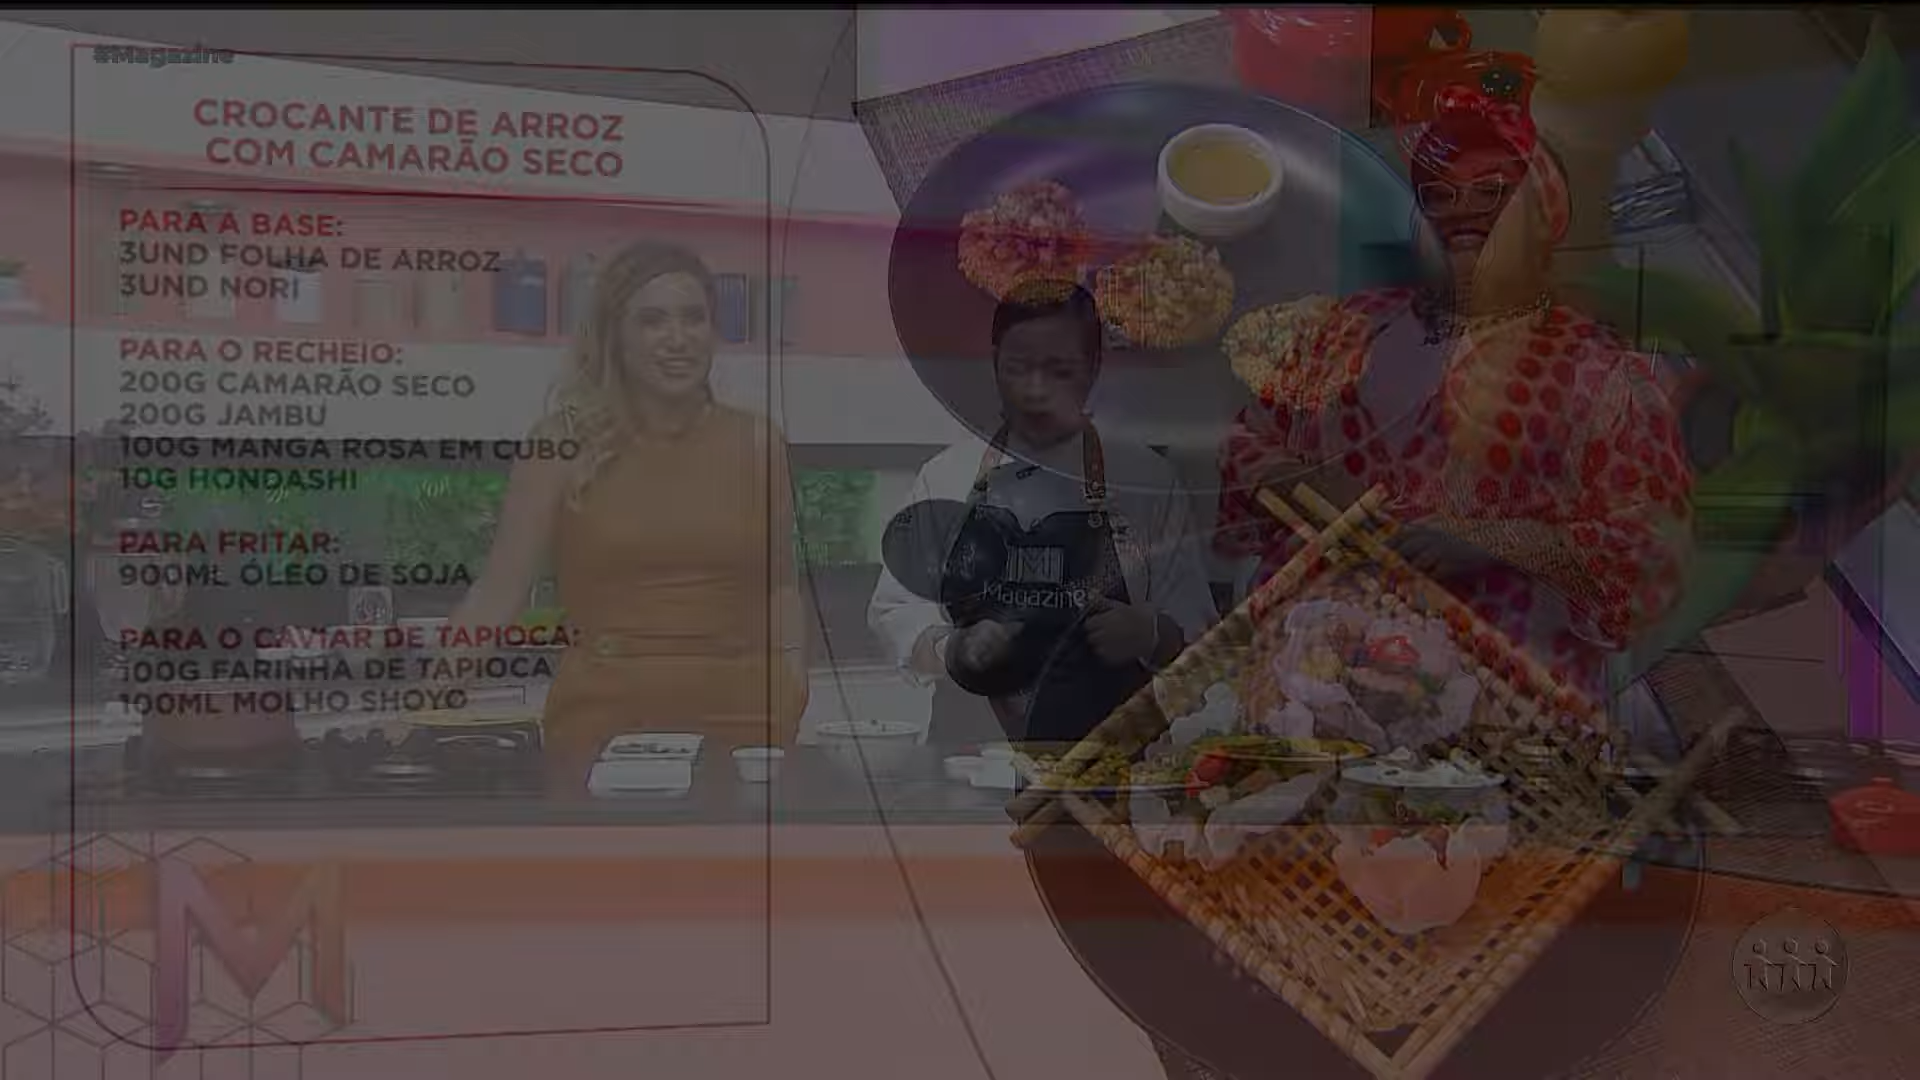 #Magazine
CROCANTE DE ARROZ
COM CAMARÃO SECO
PARA A BASE:
3UND FOLHA DE ARROZ
3UND NORI
PARA O RECHEIO:
200G CAMARÃO SECO
200G JAMBU
100G MANGA ROSA EM CUBO
10G HONDASHI
PARA FRITAR:
900ML ÓLEO DE SOJA
PARA O CAVIAR DE TAPIOCA:
100G FARINHA DE TAPIOCA
100ML MOLHO SHOYO
M
Magazine
M